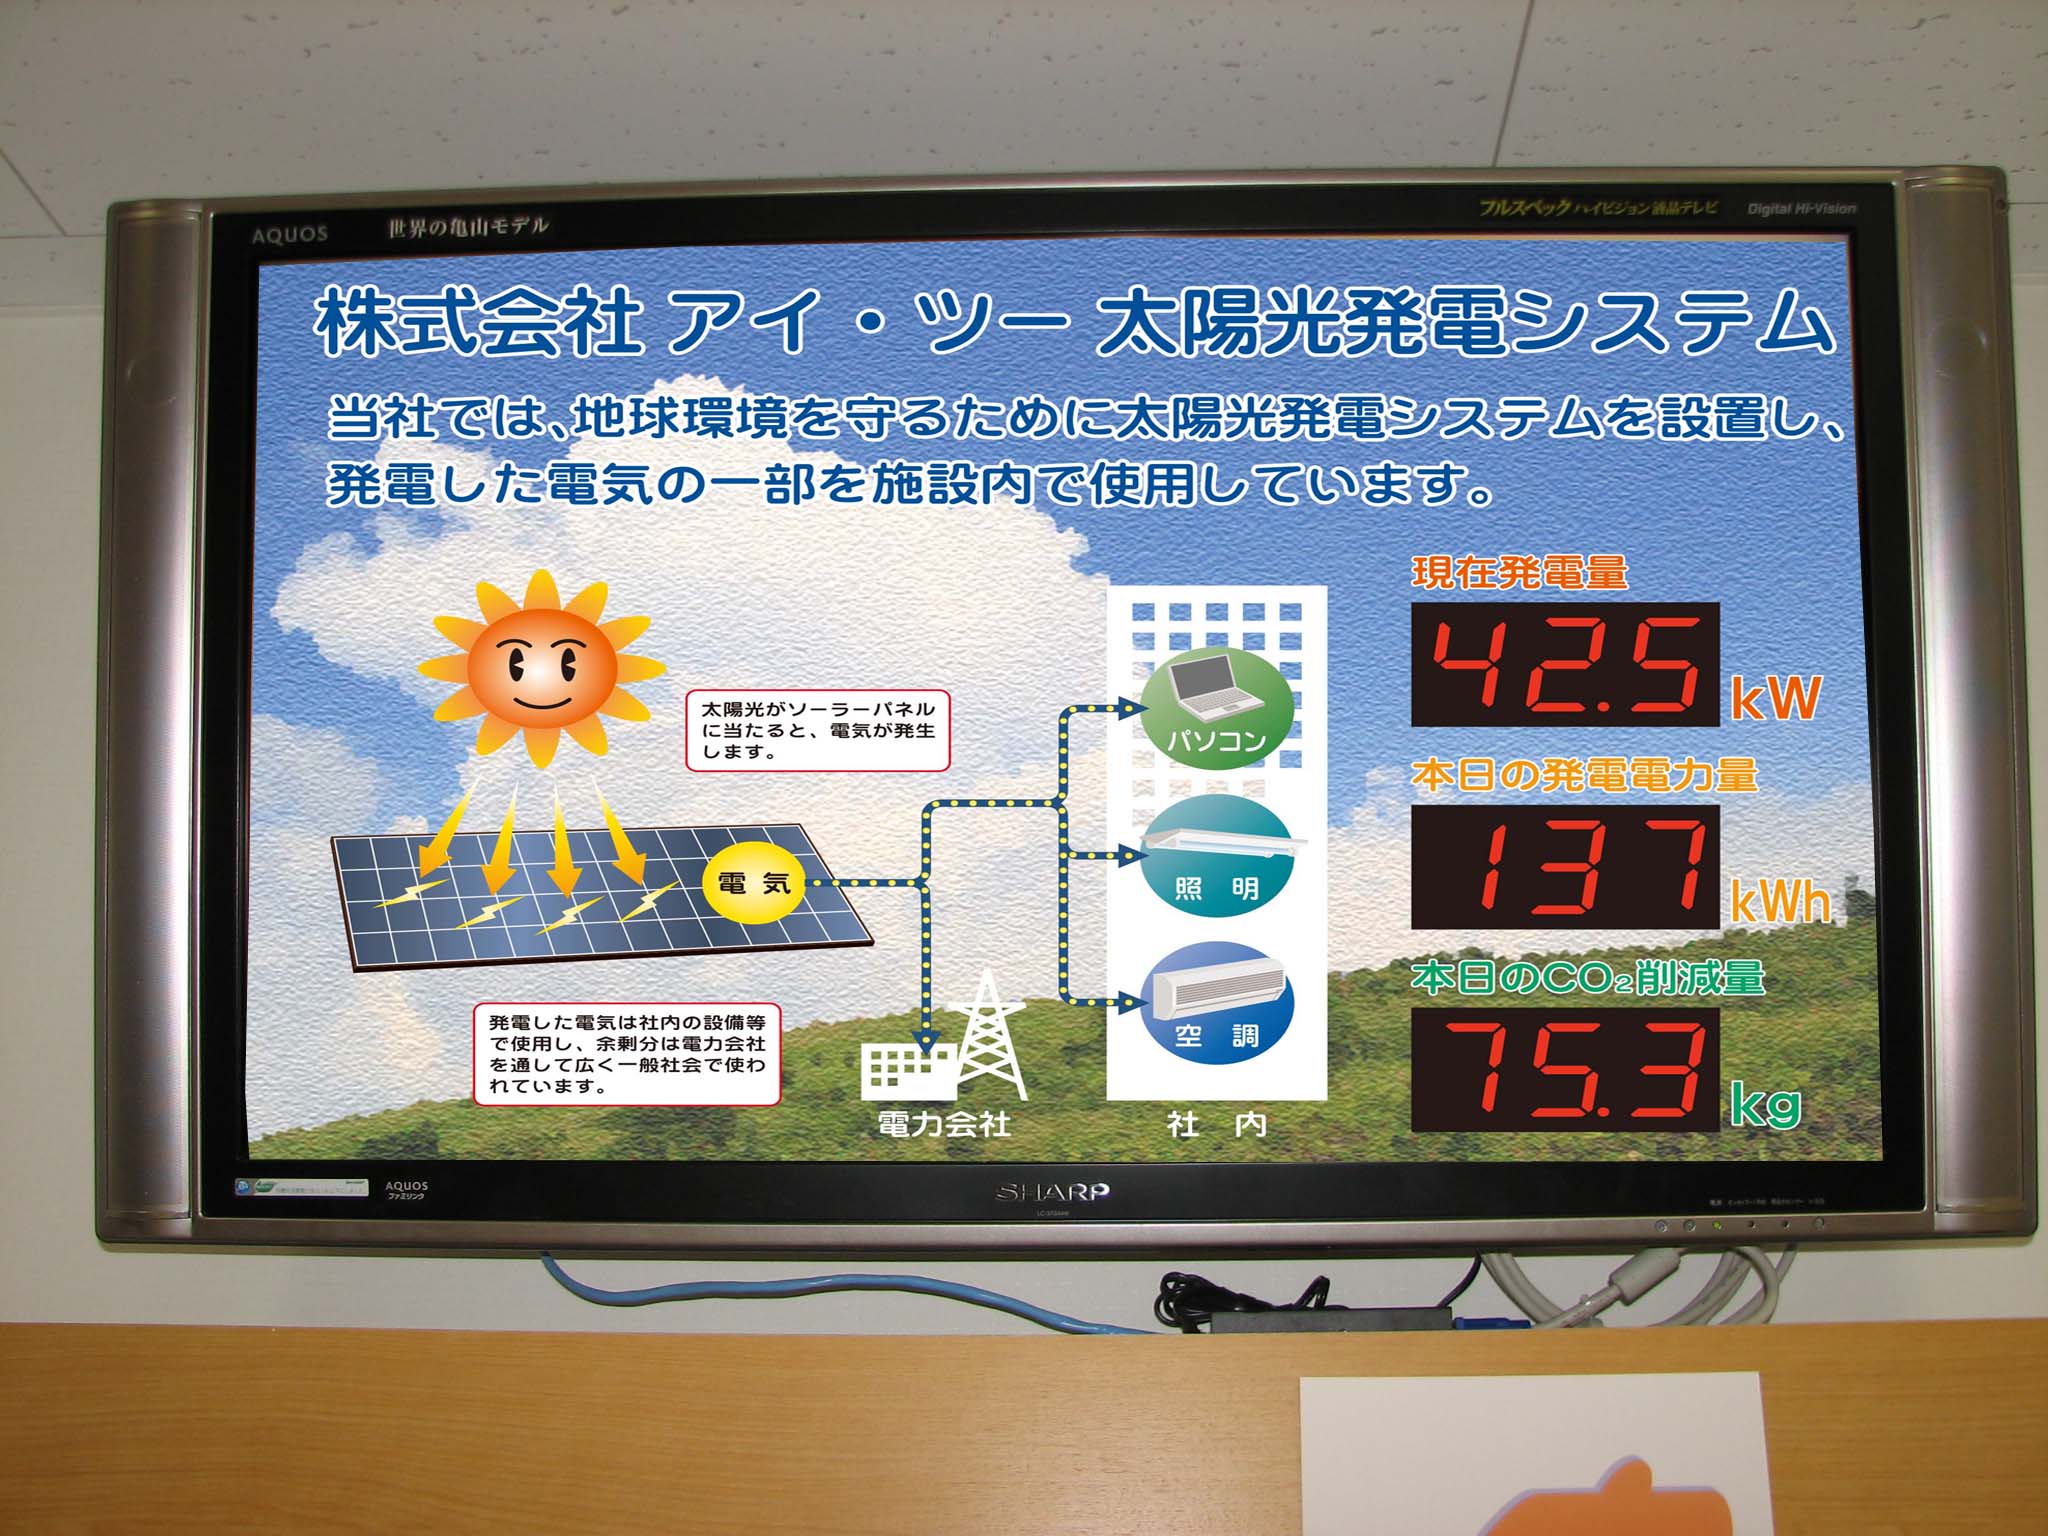 AQUOS 世界の亀山モデル フルスペックハイビジョン液晶テレビ Digital Hi-Vision
株式会社 アイ・ツー 太陽光発電システム
当社では、地球環境を守るために太陽光発電システムを設置し、
発電した電気の一部を施設内で使用しています。
太陽光がソーラーパネル
に当たると、電気が発生
します。
電気
発電した電気は社内の設備等
で使用し、余剰分は電力会社
を通して広く一般社会で使わ
れています。
電力会社
パソコン
照明
空調
社内
現在発電量
42.5 kW
本日の発電電力量
137 kWh
本日のCO₂削減量
75.3 kg
AQUOS
ファミリンク
SHARP